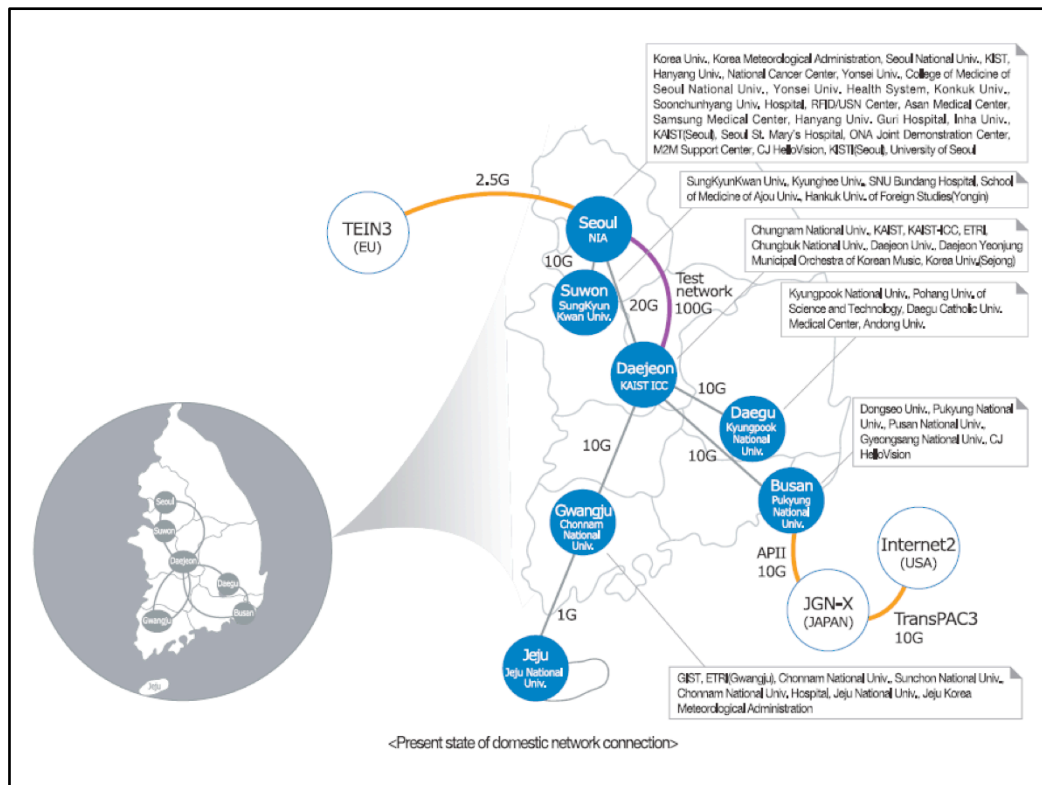 Korea Univ., Korea Meteorological Administration, Seoul National Univ., KIST,
Hanyang Univ., National Cancer Center, Yonsei Univ., College of Medicine of
Seoul National Univ., Yonsei Univ. Health System, Konkuk Univ.,
Soonchunhyang Univ. Hospital, RFID/USN Center, Asan Medical Center,
Samsung Medical Center, Hanyang Univ. Guri Hospital, Inha Univ.,
KAIST(Seoul), Seoul St. Mary's Hospital, ONA Joint Demonstration Center,
M2M Support Center, CJ HelloVision, KISTI(Seoul), University of Seoul
SungKyunKwan Univ., Kyunghee Univ., SNU Bundang Hospital, School
of Medicine of Ajou Univ., Hankuk Univ. of Foreign Studies(Yongin)
Chungnam National Univ., KAIST, KAIST-ICC, ETRI,
Chungbuk National Univ., Daejeon Univ., Daejeon Yeonjung
Municipal Orchestra of Korean Music, Korea Univ.(Sejong)
Kyungpook National Univ., Pohang Univ. of
Science and Technology, Daegu Catholic Univ.
Medical Center, Andong Univ.
Dongseo Univ., Pukyung National
Univ., Pusan National Univ.,
Gyeongsang National Univ., CJ
HelloVision
GIST, ETRI(Gwangju), Chonnam National Univ., Sunchon National Univ.,
Chonnam National Univ. Hospital, Jeju National Univ., Jeju Korea
Meteorological Administration
TEIN3
(EU)
2.5G
Seoul
NIA
10G
Suwon
SungKyun
Kwan Univ.
20G
Test
network
100G
Daejeon
KAIST ICC
10G
Daegu
Kyungpook
National
Univ.
10G
10G
Busan
Pukyung
National
Univ.
Gwangju
Chonnam
National
Univ.
1G
Jeju
Jeju National
Univ.
APII
10G
JGN-X
(JAPAN)
Internet2
(USA)
TransPAC3
10G
Seoul
Suwon
Daejeon
Daegu
Gwangju
Busan
Jeju
<Present state of domestic network connection>